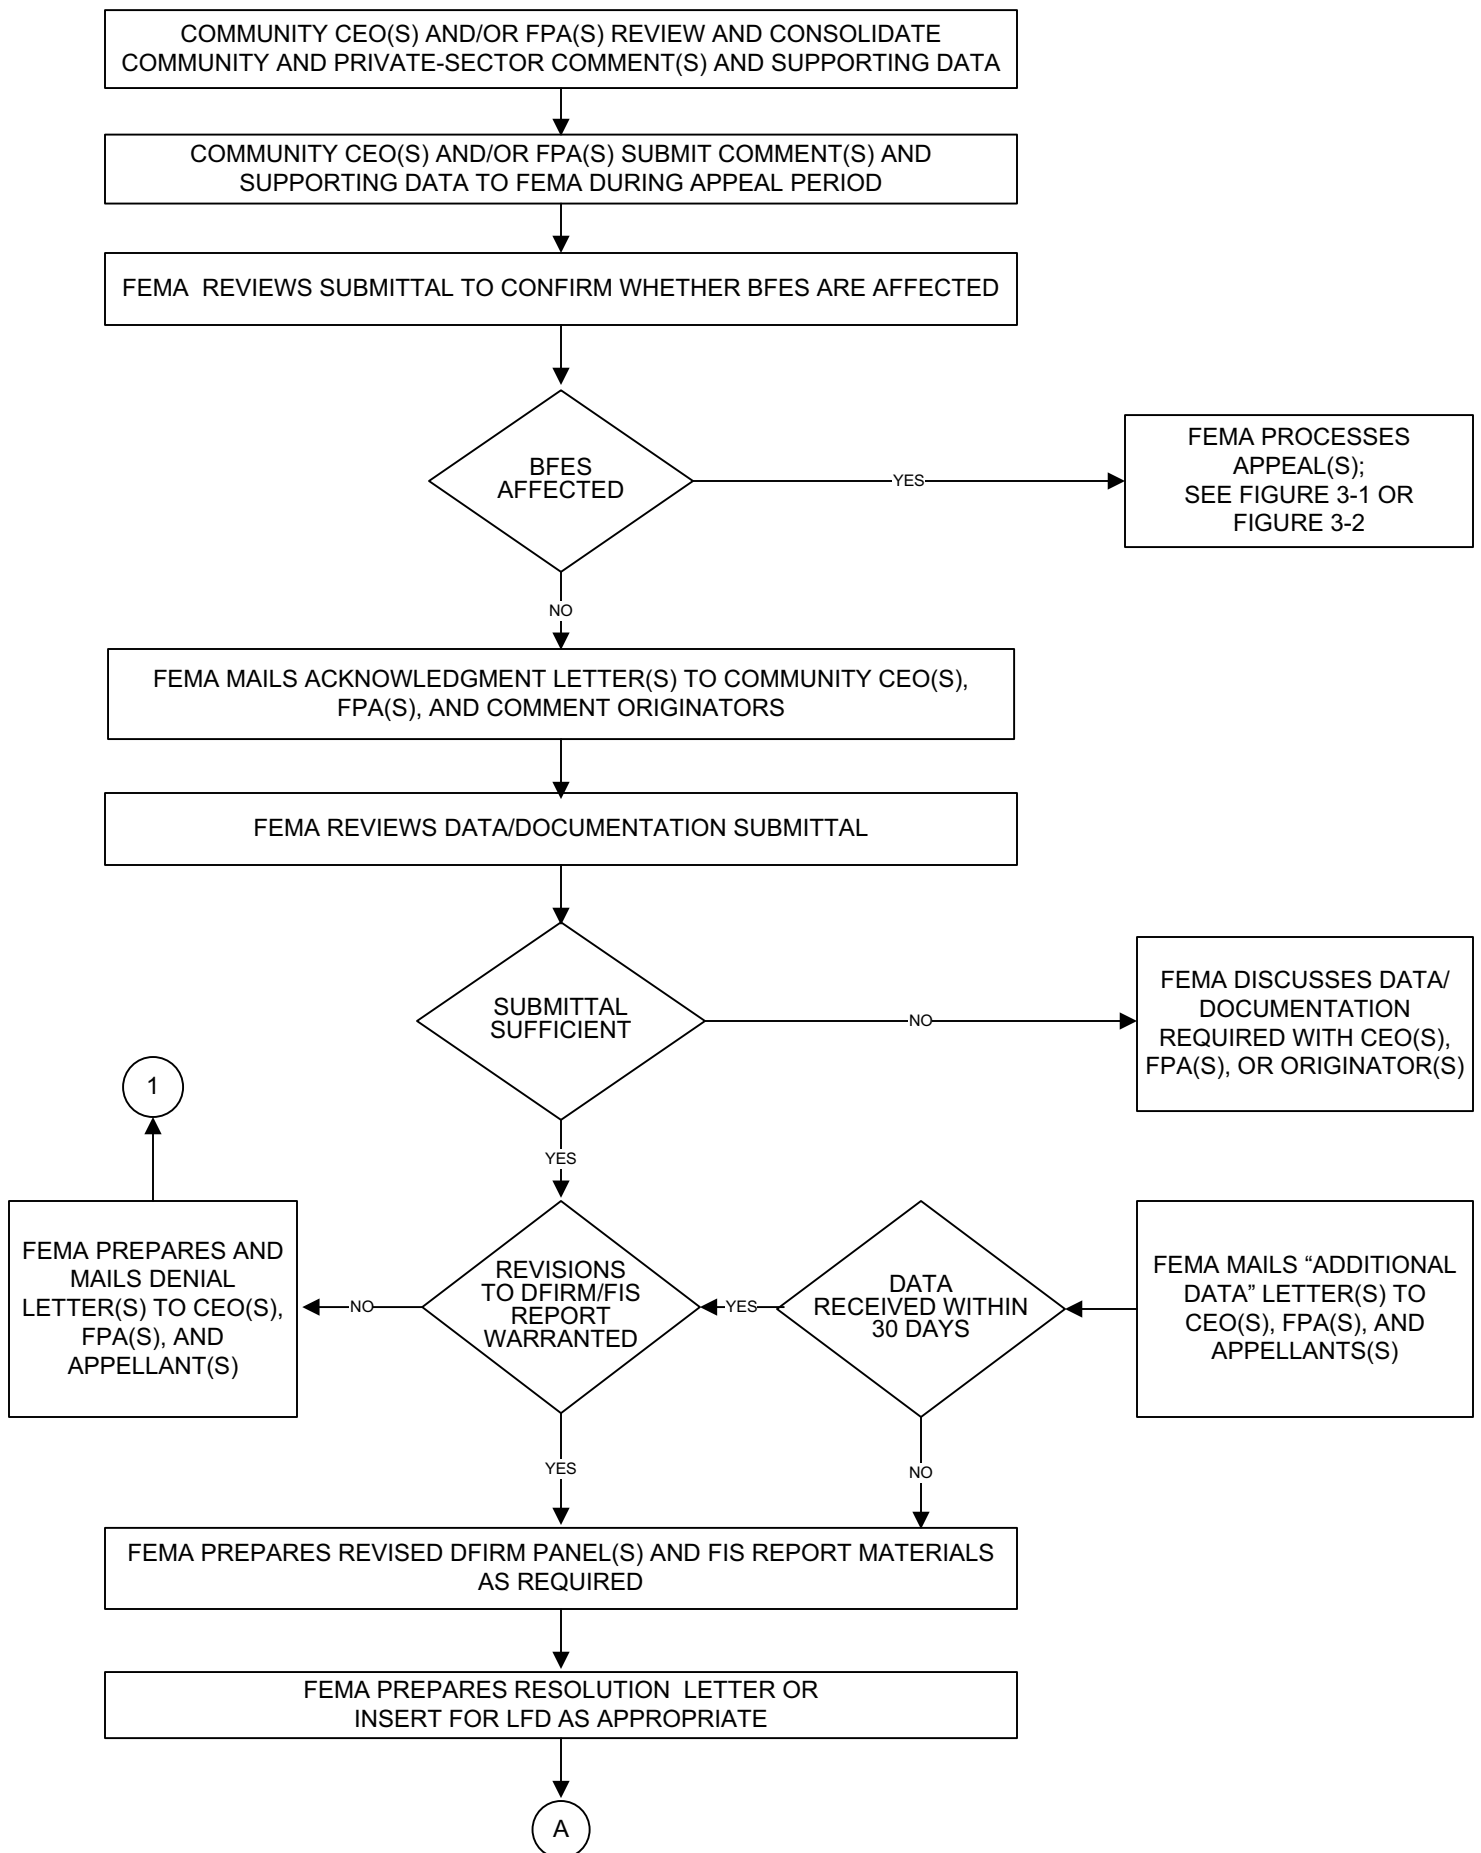 COMMUNITY CEO(S) AND/OR FPA(S) REVIEW AND CONSOLIDATE
COMMUNITY AND PRIVATE-SECTOR COMMENT(S) AND SUPPORTING DATA
COMMUNITY CEO(S) AND/OR FPA(S) SUBMIT COMMENT(S) AND
SUPPORTING DATA TO FEMA DURING APPEAL PERIOD
FEMA REVIEWS SUBMITTAL TO CONFIRM WHETHER BFES ARE AFFECTED
BFES
AFFECTED
YES
FEMA PROCESSES
APPEAL(S);
SEE FIGURE 3-1 OR
FIGURE 3-2
NO
FEMA MAILS ACKNOWLEDGMENT LETTER(S) TO COMMUNITY CEO(S),
FPA(S), AND COMMENT ORIGINATORS
FEMA REVIEWS DATA/DOCUMENTATION SUBMITTAL
SUBMITTAL
SUFFICIENT
NO
FEMA DISCUSSES DATA/
DOCUMENTATION
REQUIRED WITH CEO(S),
FPA(S), OR ORIGINATOR(S)
1
YES
FEMA PREPARES AND
MAILS DENIAL
LETTER(S) TO CEO(S),
FPA(S), AND
APPELLANT(S)
NO
REVISIONS
TO DFIRM/FIS
REPORT
WARRANTED
YES
DATA
RECEIVED WITHIN
30 DAYS
FEMA MAILS “ADDITIONAL
DATA” LETTER(S) TO
CEO(S), FPA(S), AND
APPELLANTS(S)
YES
NO
FEMA PREPARES REVISED DFIRM PANEL(S) AND FIS REPORT MATERIALS
AS REQUIRED
FEMA PREPARES RESOLUTION LETTER OR
INSERT FOR LFD AS APPROPRIATE
A